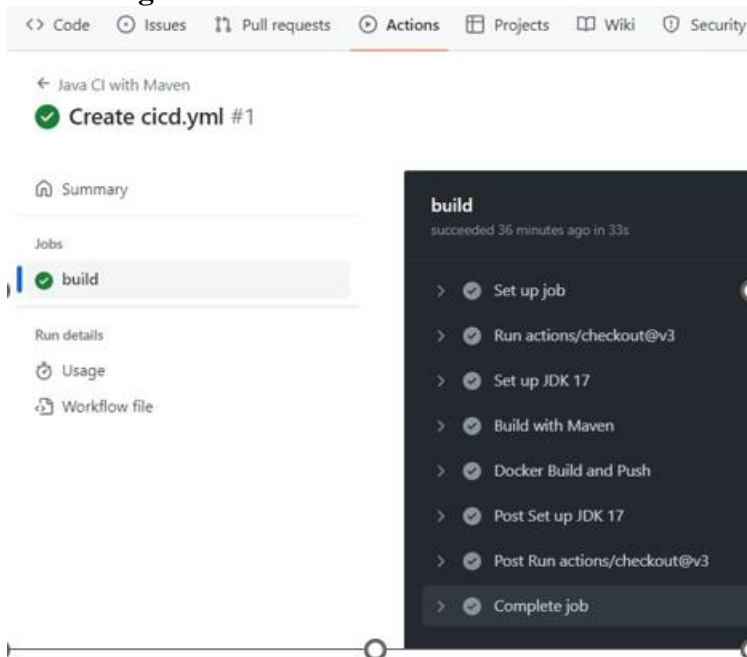 <> Code Issues Pull requests Actions Projects Wiki Security
← Java CI with Maven
Create cicd.yml #1
Summary
Jobs
build
Run details
Usage
Workflow file
build
succeeded 36 minutes ago in 33s
Set up job
Run actions/checkout@v3
Set up JDK 17
Build with Maven
Docker Build and Push
Post Set up JDK 17
Post Run actions/checkout@v3
Complete job